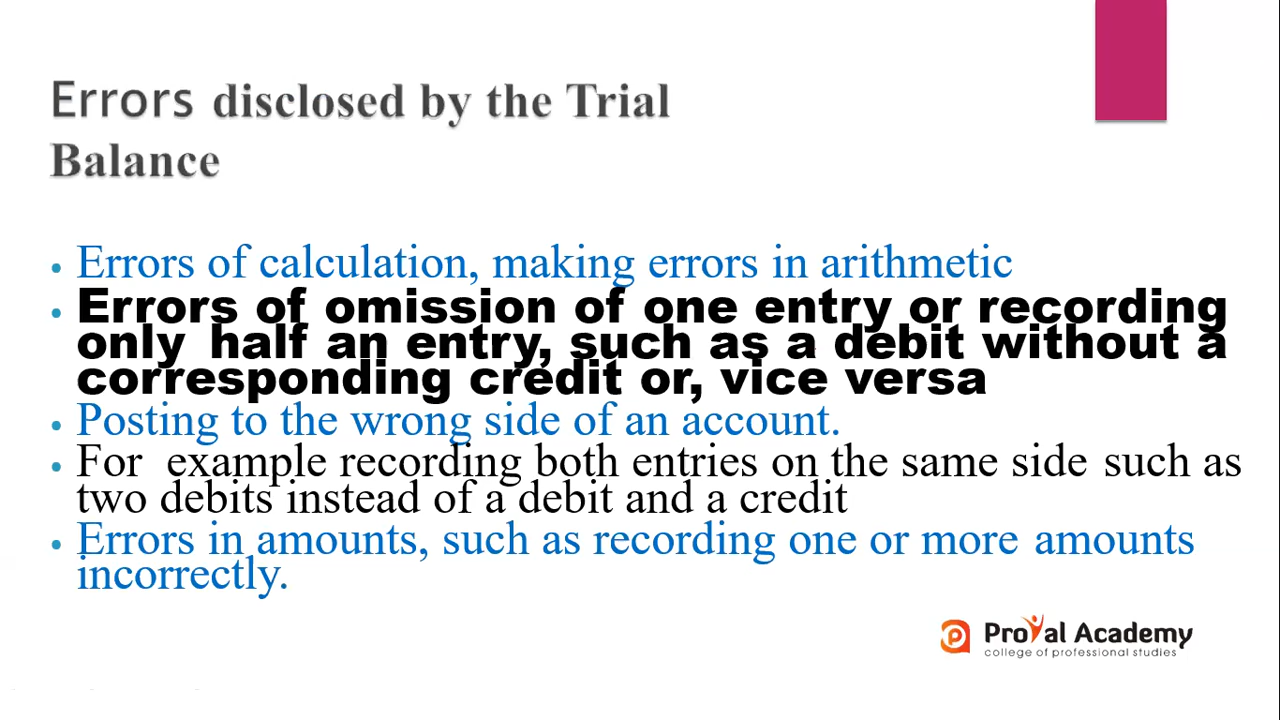 Errors disclosed by the Trial
Balance
• Errors of calculation, making errors in arithmetic
• Errors of omission of one entry or recording
only half an entry, such as a debit without a
corresponding credit or, vice versa
• Posting to the wrong side of an account.
• For example recording both entries on the same side such as
two debits instead of a debit and a credit
• Errors in amounts, such as recording one or more amounts
incorrectly.
ProYal Academy
college of professional studies